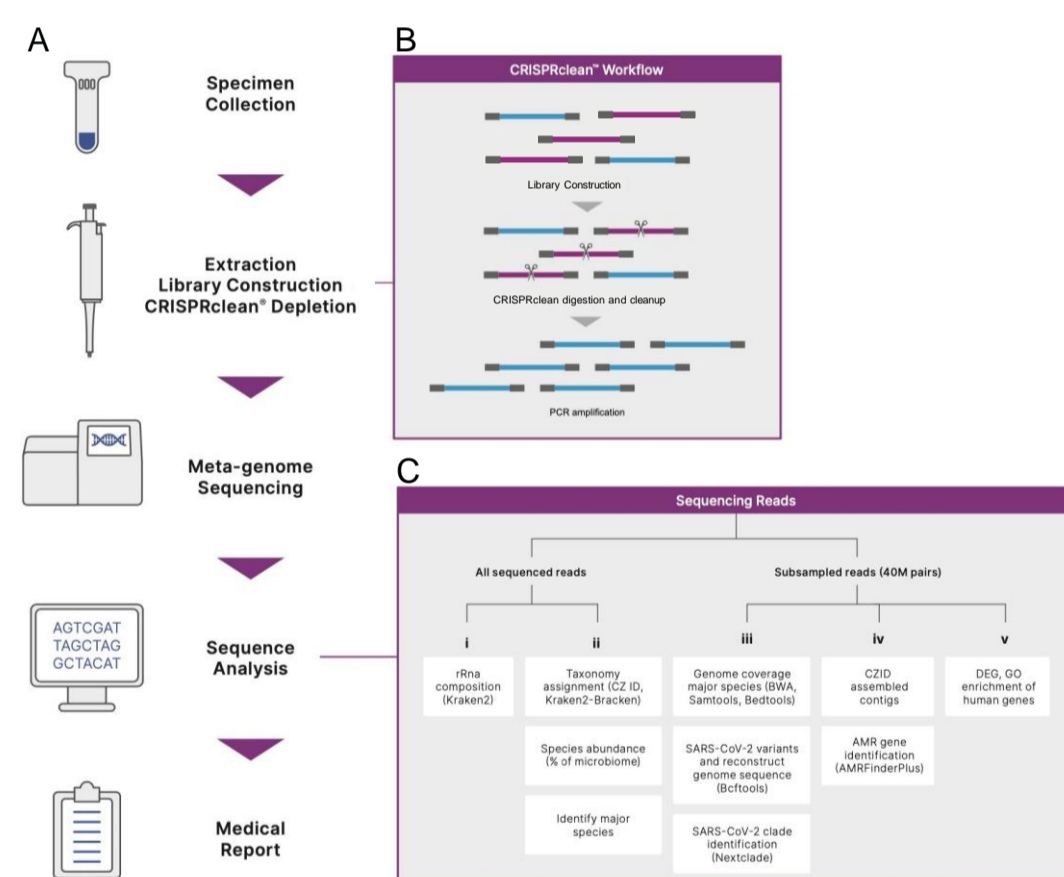 A
Specimen
Collection
Extraction
Library Construction
CRISPRclean® Depletion
Meta-genome
Sequencing
AGTCGAT
TAGCTAG
GCTACAT
Sequence
Analysis
Medical
Report
B
CRISPRclean™ Workflow
Library Construction
CRISPRclean digestion and cleanup
PCR amplification
C
Sequencing Reads
All sequenced reads
Subsampled reads (40M pairs)
i
rRna
composition
(Kraken2)
ii
Taxonomy
assignment (CZ ID,
Kraken2-Bracken)
Species abundance
(% of microbiome)
Identify major
species
iii
Genome coverage
major species (BWA,
Samtools, Bedtools)
SARS-CoV-2 variants
and reconstruct
genome sequence
(Bcftools)
SARS-CoV-2 clade
identification
(Nextclade)
iv
CZID
assembled
contigs
AMR gene
identification
(AMRFinderPlus)
v
DEG, GO
enrichment of
human genes